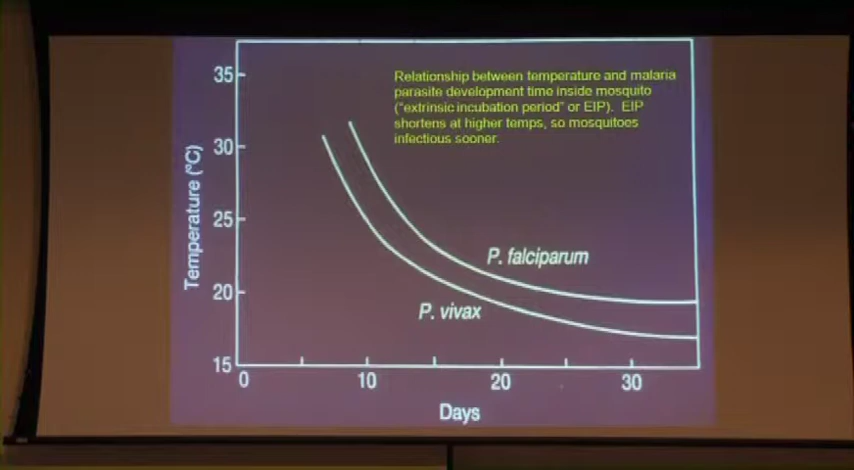 Relationship between temperature and malaria
parasite development time inside mosquito
("extrinsic incubation period" or EIP). EIP
shortens at higher temps, so mosquitoes
infectious sooner.
Temperature (°C)
35
30
25
20
15
P. falciparum
P. vivax
0 10 20 30
Days